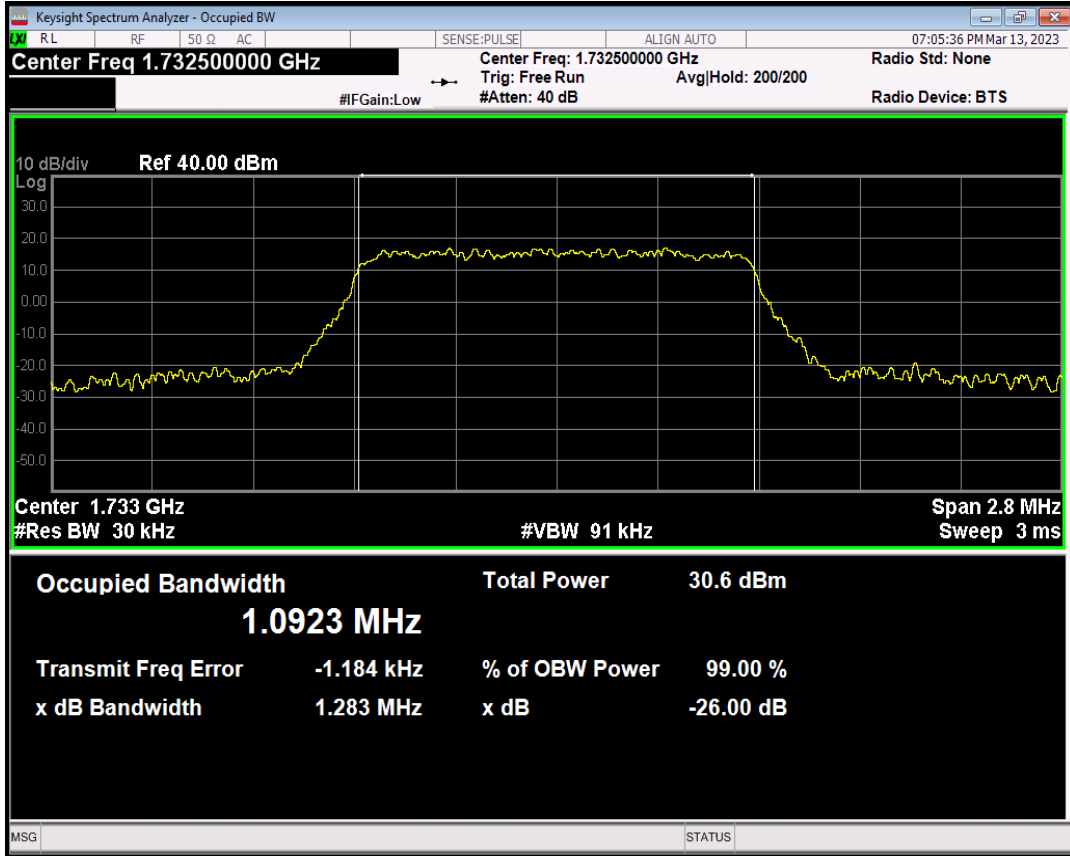 Keysight Spectrum Analyzer - Occupied BW
LXI RL RF 50 Ω AC SENSE:PULSE ALIGN AUTO 07:05:36 PM Mar 13, 2023
Center Freq 1.732500000 GHz
Center Freq: 1.732500000 GHz
Radio Std: None
Trig: Free Run Avg|Hold: 200/200
#IFGain:Low #Atten: 40 dB Radio Device: BTS
10 dB/div Ref 40.00 dBm
Log
30.0
20.0
10.0
0.00
-10.0
-20.0
-30.0
-40.0
-50.0
Center 1.733 GHz Span 2.8 MHz
#Res BW 30 kHz #VBW 91 kHz Sweep 3 ms
Occupied Bandwidth Total Power 30.6 dBm
1.0923 MHz
Transmit Freq Error -1.184 kHz % of OBW Power 99.00 %
x dB Bandwidth 1.283 MHz x dB -26.00 dB
MSG STATUS